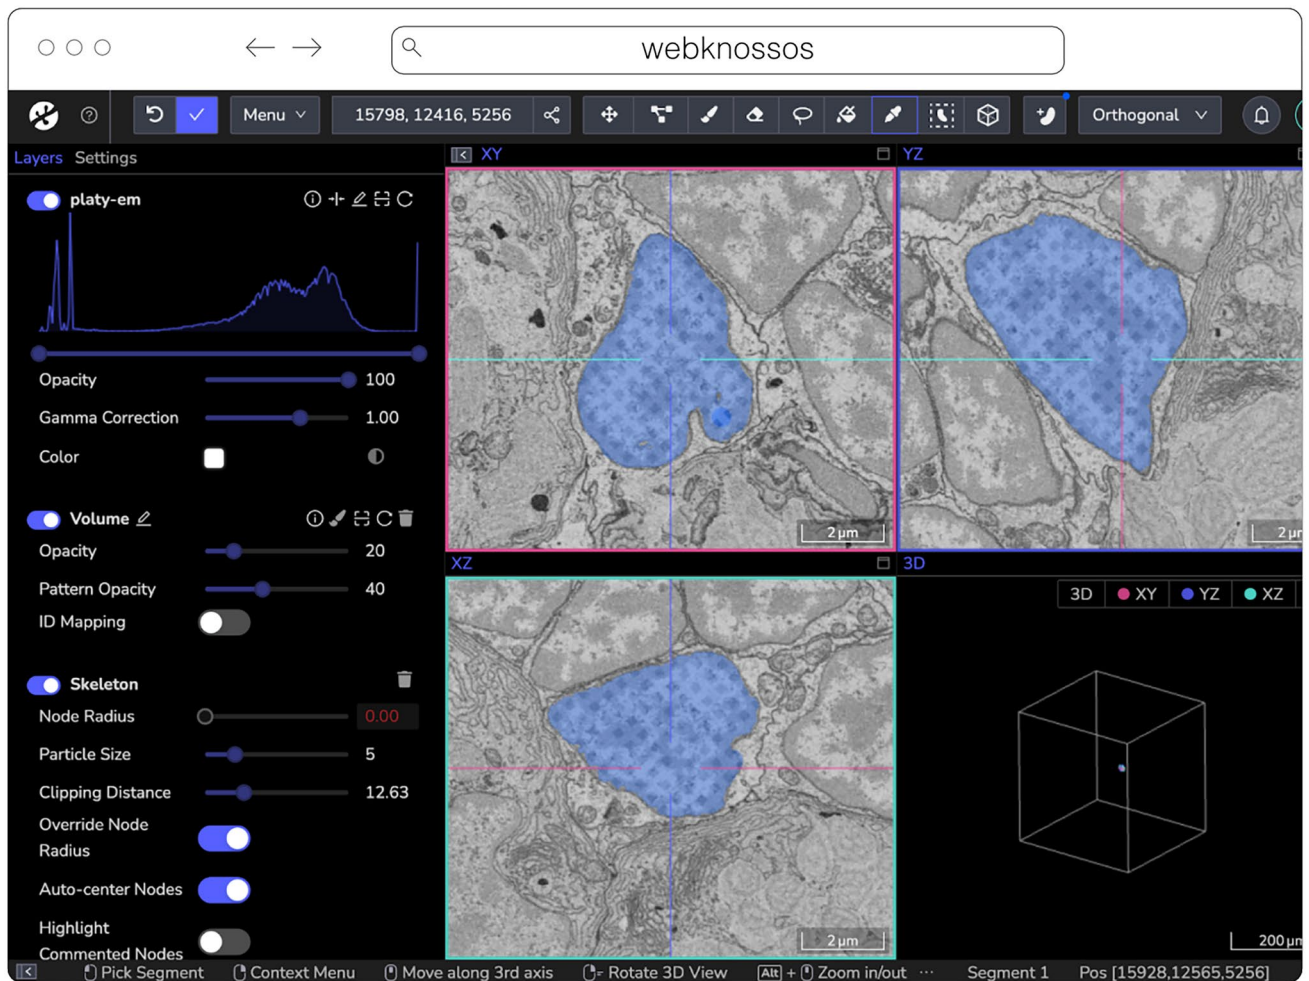 webknossos
Menu
15798, 12416, 5256
Orthogonal
Layers Settings
XY
YZ
platy-em
Opacity 100
Gamma Correction 1.00
Color
Volume
Opacity 20
Pattern Opacity 40
ID Mapping
Skeleton
Node Radius 0.00
Particle Size 5
Clipping Distance 12.63
Override Node
Radius
Auto-center Nodes
Highlight
Commented Nodes
2 µm
XZ
3D
3D XY YZ XZ
2 µm
200 µm
Pick Segment Context Menu Move along 3rd axis Rotate 3D View Alt + Zoom in/out ··· Segment 1 Pos [15928,12565,5256]